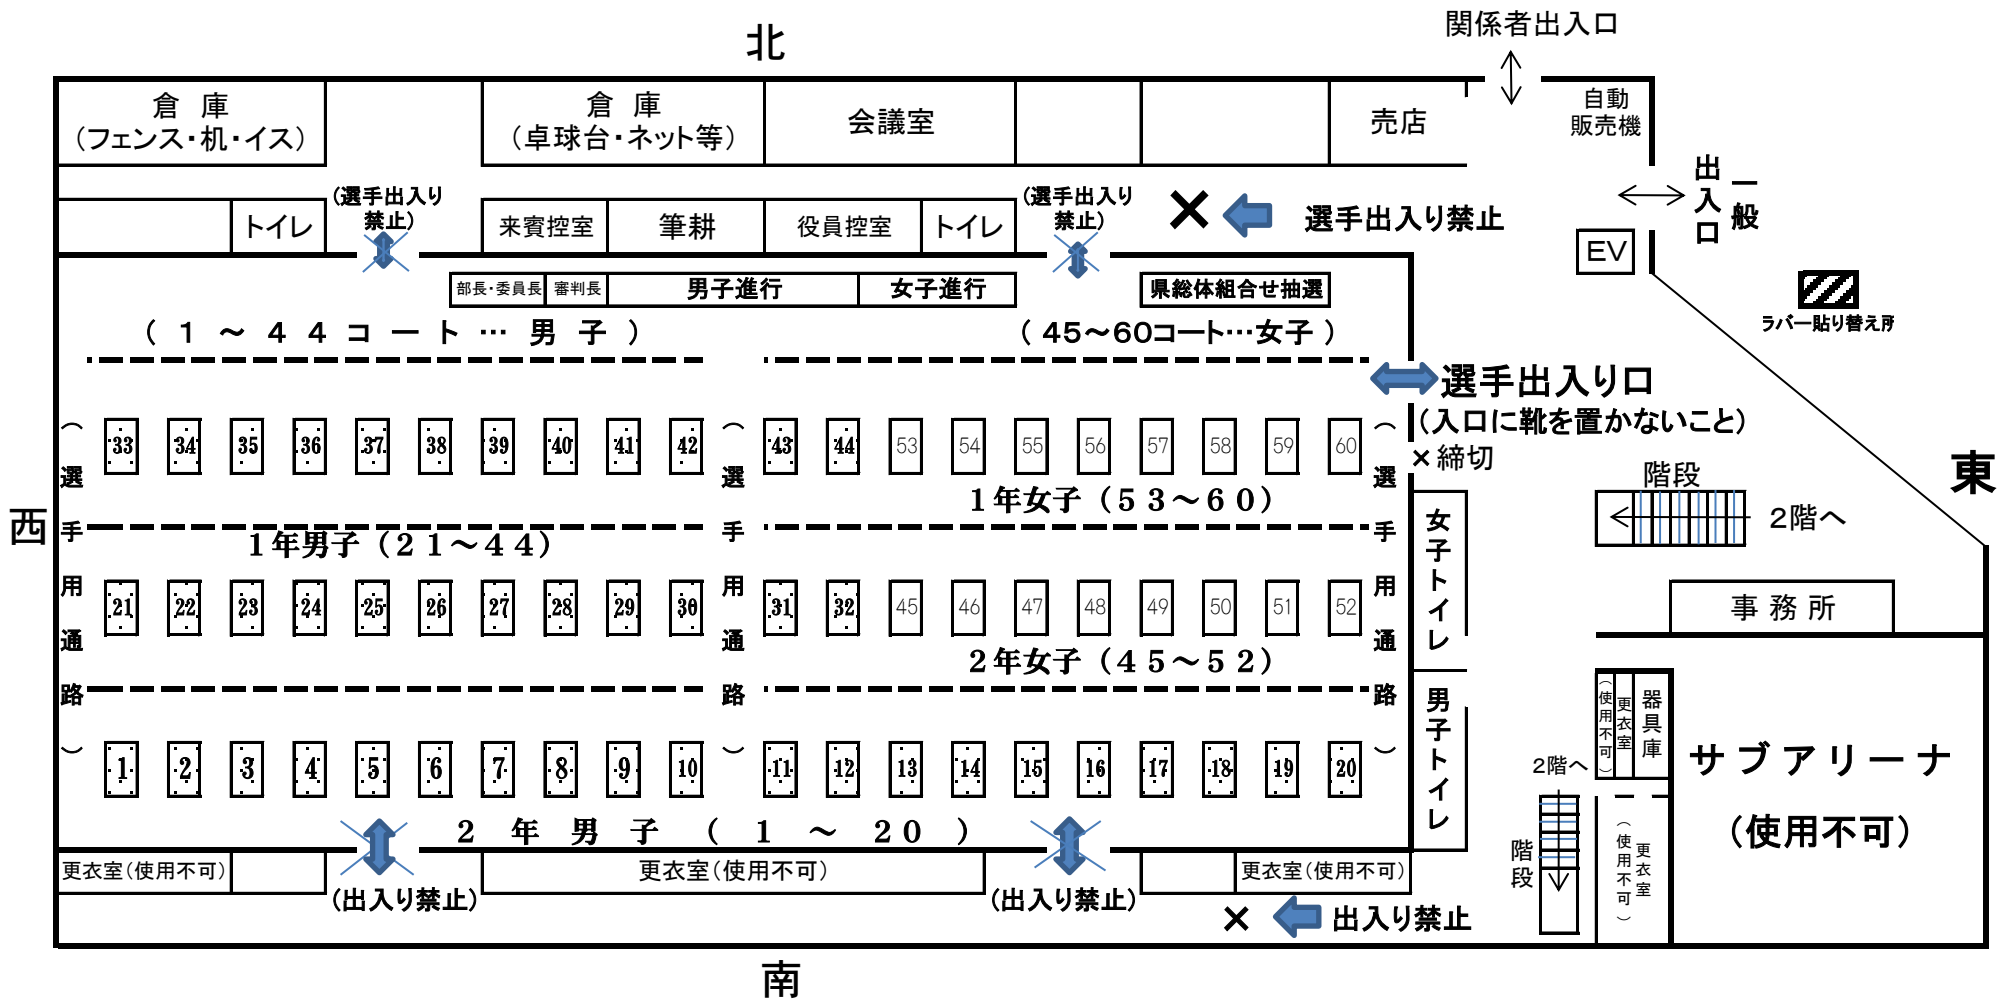 北
関係者出入口
倉 庫
（フェンス・机・イス）
倉 庫
（卓球台・ネット等）
会議室
売店
自動
販売機
一般
出入口
トイレ
（選手出入り
禁止）
来賓控室
筆耕
役員控室
トイレ
（選手出入り
禁止）
×
選手出入り禁止
EV
部長・委員長
審判長
男子進行
女子進行
県総体組合せ抽選
ラバー貼り替え所
（１～４４コート…男子）
（45～60コート…女子）
選手出入り口
（入口に靴を置かないこと）
×締切
（選手用通路）
33 34 35 36 37 38 39 40 41 42
（選手用通路）
43 44 53 54 55 56 57 58 59 60
（選手用通路）
１年女子（５３～６０）
階段
２階へ
東
西
１年男子（２１～４４）
女子トイレ
21 22 23 24 25 26 27 28 29 30
31 32 45 46 47 48 49 50 51 52
事務所
２年女子（４５～５２）
男子トイレ
1 2 3 4 5 6 7 8 9 10
11 12 13 14 15 16 17 18 19 20
（使用不可）
更衣室
器具庫
サブアリーナ
（使用不可）
２階へ
階段
（使用不可）
更衣室
２年男子（１～２０）
更衣室（使用不可）
更衣室（使用不可）
更衣室（使用不可）
（出入り禁止）
（出入り禁止）
×
出入り禁止
南